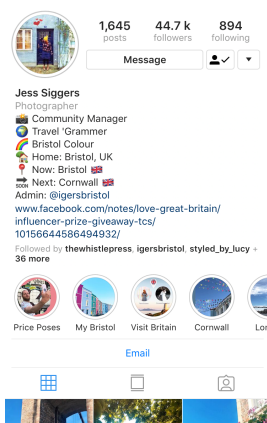 1,645 44.7 k 894
posts followers following
Message
Jess Siggers
Photographer
📸 Community Manager
🌍 Travel 'Grammer
🌈 Bristol Colour
🏡 Home: Bristol, UK
📍 Now: Bristol 🇬🇧
🔜 Next: Cornwall 🇬🇧
Admin: @igersbristol
www.facebook.com/notes/love-great-britain/
influencer-prize-giveaway-tcs/
10156644586494932/
Followed by thewhistlepress, igersbristol, styled_by_lucy +
36 more
Price Poses My Bristol Visit Britain Cornwall Lor
Email